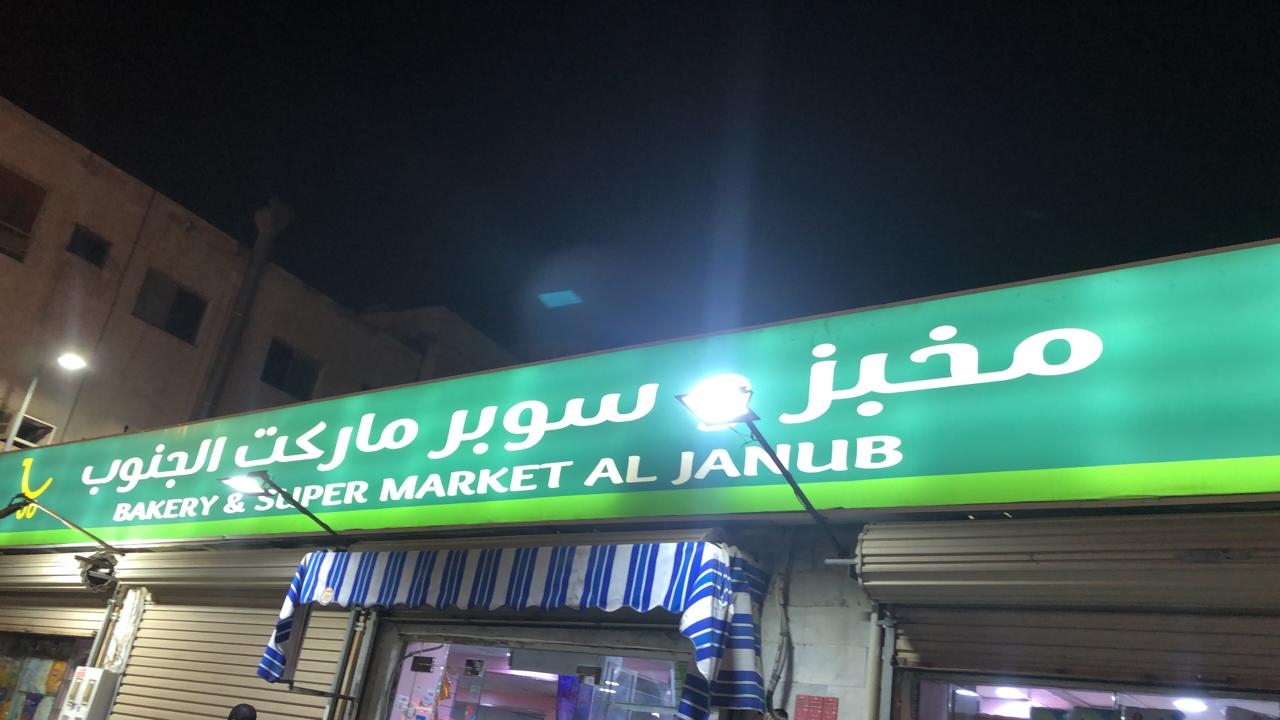 مخبز و سوبر ماركت الجنوب
BAKERY & SUPER MARKET AL JANUB